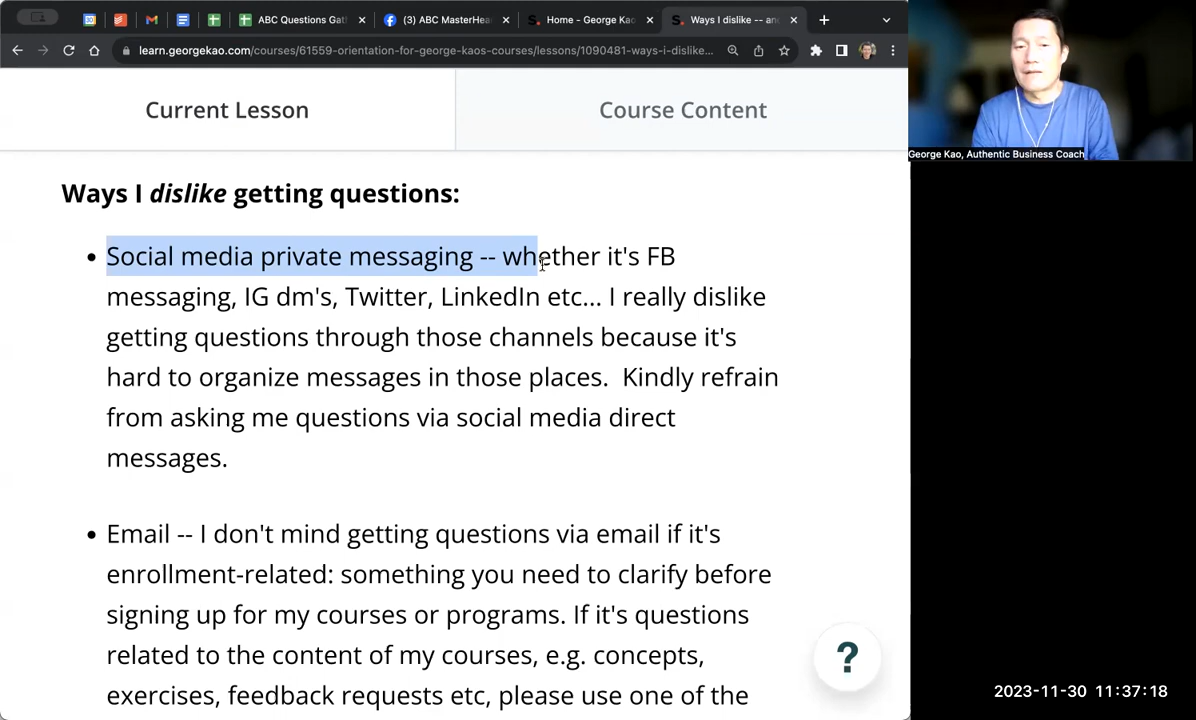 ABC Questions Gat
(3) ABC MasterHea
Home - George Kao
Ways I dislike -- an
learn.georgekao.com/courses/61559-orientation-for-george-kaos-courses/lessons/1090481-ways-i-dislike...
Current Lesson
Course Content
George Kao, Authentic Business Coach
Ways I dislike getting questions:
• Social media private messaging -- whether it's FB
messaging, IG dm's, Twitter, LinkedIn etc... I really dislike
getting questions through those channels because it's
hard to organize messages in those places.  Kindly refrain
from asking me questions via social media direct
messages.
• Email -- I don't mind getting questions via email if it's
enrollment-related: something you need to clarify before
signing up for my courses or programs. If it's questions
related to the content of my courses, e.g. concepts,
exercises, feedback requests etc, please use one of the
?
2023-11-30 11:37:18